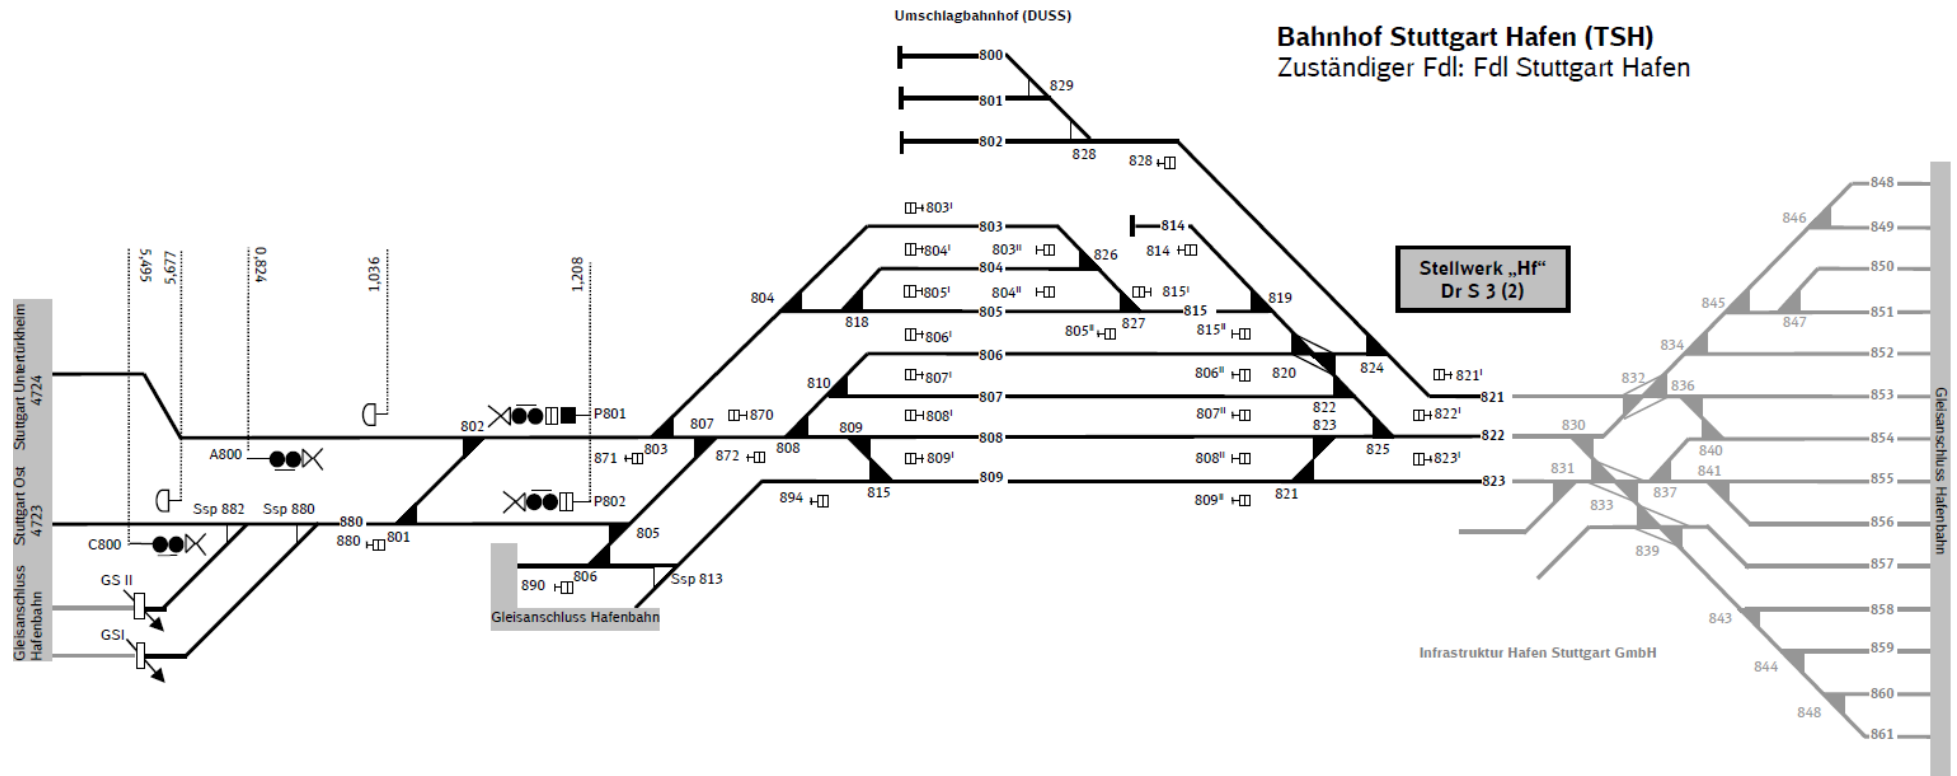 Umschlagbahnhof (DUSS)
Bahnhof Stuttgart Hafen (TSH)
Zuständiger Fdl: Fdl Stuttgart Hafen
800
829
801
802
828
828
803ᴵ
803
814
804ᴵ
803ᴵᴵ
826
814
804
805ᴵ
804ᴵᴵ
815ᴵ
819
804
818
805
827
815
806ᴵ
805ᴵᴵ
815ᴵᴵ
806
820
824
807ᴵ
806ᴵᴵ
821ᴵ
810
807
822
821
870
808ᴵ
807ᴵᴵ
822ᴵ
807
809
823
803
808
808
825
822
871
872
809ᴵ
808ᴵᴵ
823ᴵ
809
823
894
815
809ᴵᴵ
821
Stellwerk „Hf“
Dr S 3 (2)
5,495
5,977
0,824
1,036
1,208
Stuttgart Untertürkheim
4724
Stuttgart Ost
4723
Gleisanschluss
Hafenbahn
A800
802
P801
P802
Ssp 882
Ssp 880
880
880
801
805
C800
GS II
GSI
890
806
Ssp 813
Gleisanschluss Hafenbahn
848
846
849
850
845
847
851
834
852
832
836
853
830
854
840
831
841
855
837
833
856
839
857
858
843
859
844
860
848
861
Gleisanschluss Hafenbahn
Infrastruktur Hafen Stuttgart GmbH